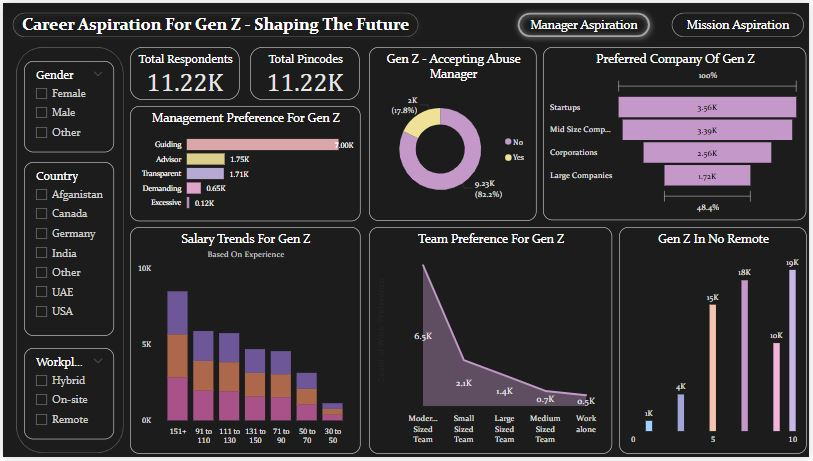 Career Aspiration For Gen Z - Shaping The Future
Manager Aspiration
Mission Aspiration
Gender
Female
Male
Other
Country
Afganistan
Canada
Germany
India
Other
UAE
USA
Workpl...
Hybrid
On-site
Remote
Total Respondents
11.22K
Total Pincodes
11.22K
Management Preference For Gen Z
Guiding 7.00K
Advisor 1.75K
Transparent 1.71K
Demanding 0.65K
Excessive 0.12K
Gen Z - Accepting Abuse
Manager
2K
(17.8%)
No
Yes
9.23K
(82.2%)
Preferred Company Of Gen Z
100%
Startups 3.56K
Mid Size Comp... 3.39K
Corporations 2.56K
Large Companies 1.72K
48.4%
Salary Trends For Gen Z
Based On Experience
10K
5K
0K
151+
91 to
110
111 to
130
131 to
150
71 to
90
50 to
70
30 to
50
Team Preference For Gen Z
6.5K
2.1K
1.4K
0.7K
0.5K
Moder...
Sized
Team
Small
Sized
Team
Large
Sized
Team
Medium
Sized
Team
Work
alone
Gen Z In No Remote
1K
4K
15K
18K
10K
19K
0
5
10